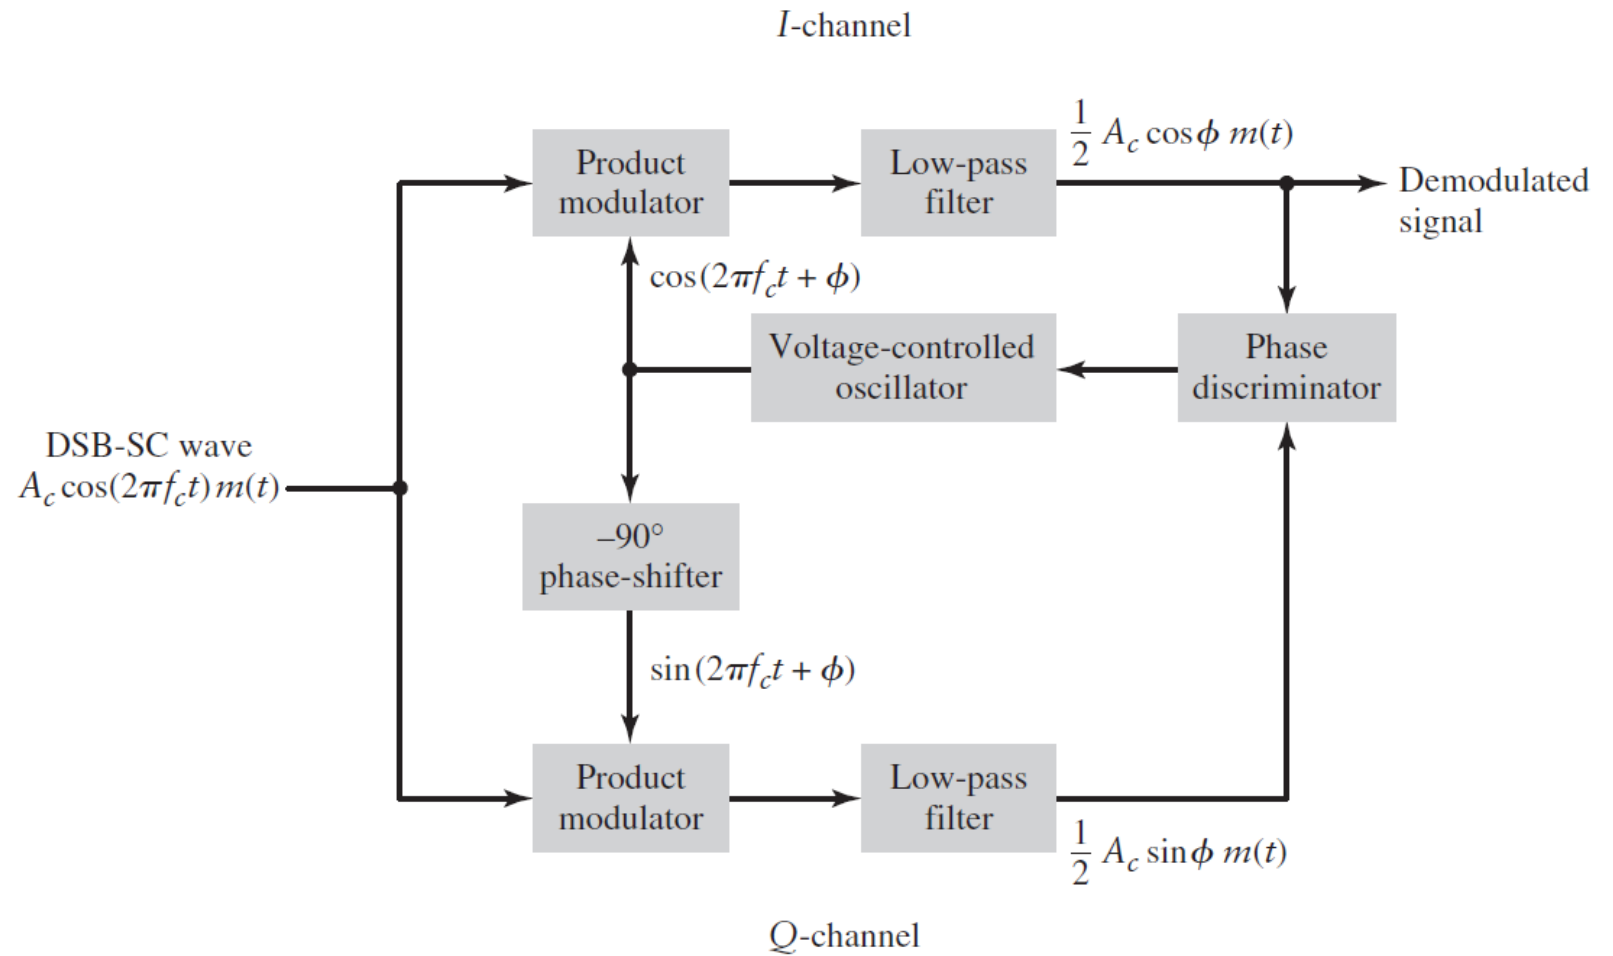 I-channel
Product
modulator
Low-pass
filter
1/2 A_c cosϕ m(t)
Demodulated
signal
cos(2πf_ct + ϕ)
Voltage-controlled
oscillator
Phase
discriminator
DSB-SC wave
A_c cos(2πf_ct) m(t)
–90°
phase-shifter
sin(2πf_ct + ϕ)
Product
modulator
Low-pass
filter
1/2 A_c sinϕ m(t)
Q-channel